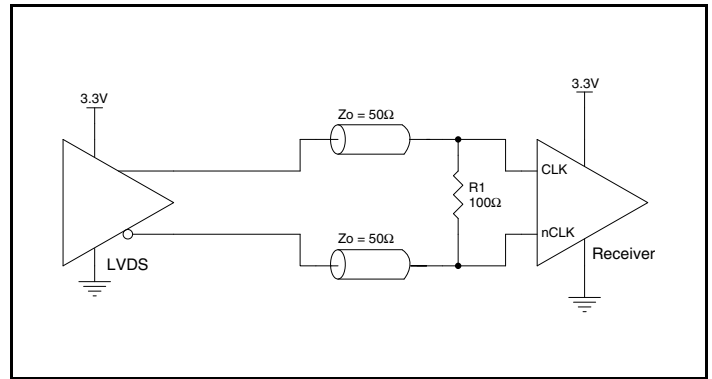 3.3V
3.3V
Zo = 50Ω
CLK
R1
100Ω
nCLK
Zo = 50Ω
Receiver
LVDS